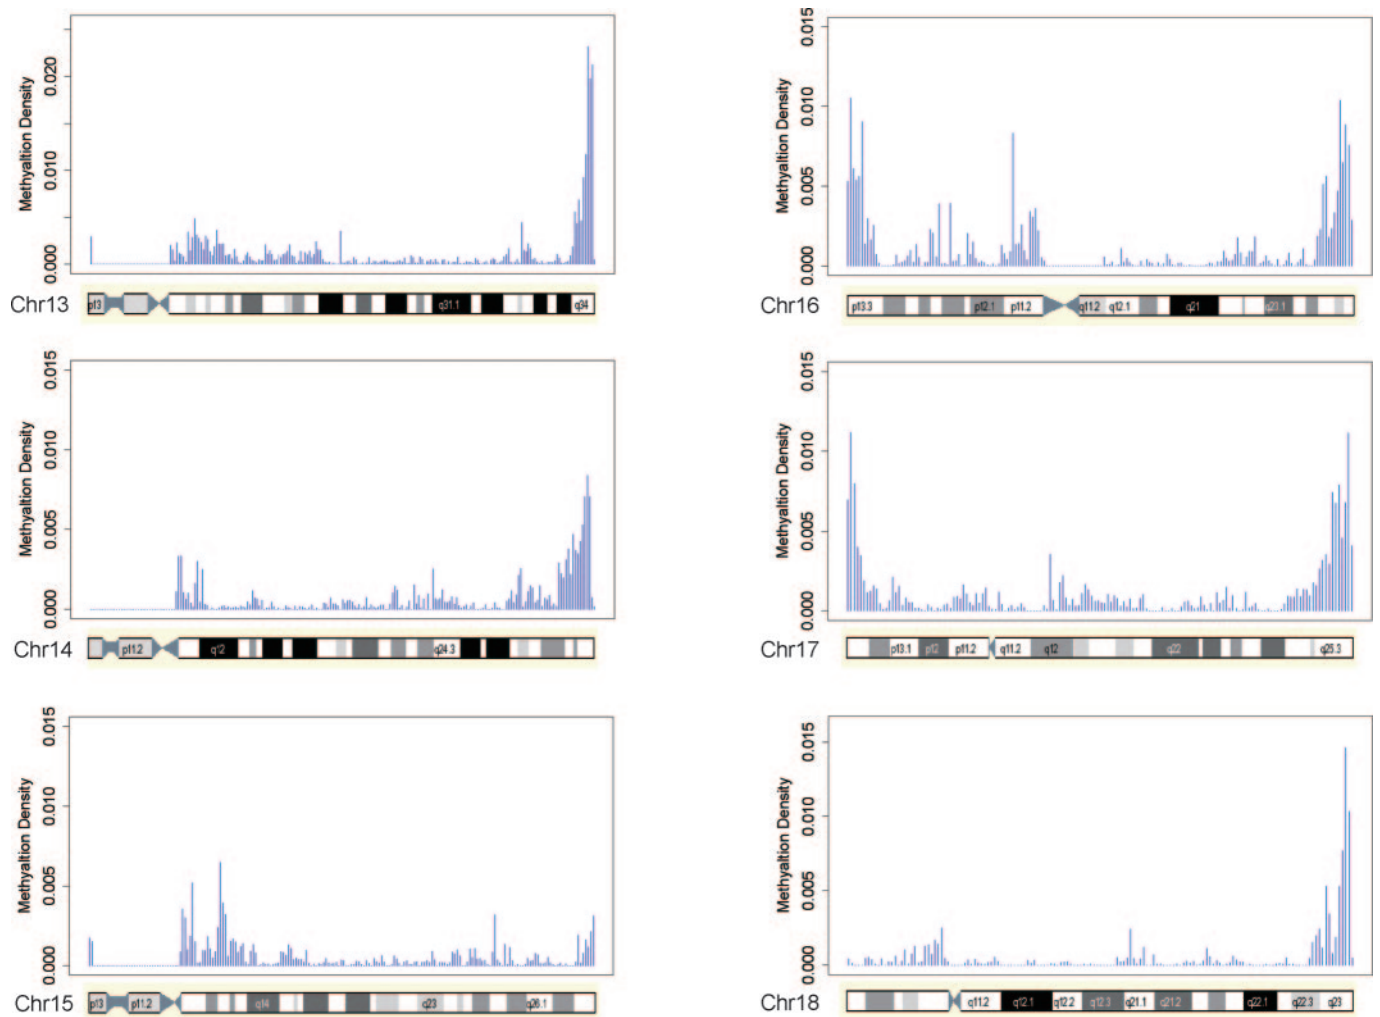 Methyaltion Density
0.000 0.010 0.020
Chr13
p13 q31.1 q34
Methyaltion Density
0.000 0.005 0.010 0.015
Chr16
p13.3 p12.1 p11.2 q11.2 q12.1 q21 q23.1
Methyaltion Density
0.000 0.005 0.010 0.015
Chr14
p11.2 q12 q24.3
Methyaltion Density
0.000 0.005 0.010 0.015
Chr17
p13.1 p12 p11.2 q11.2 q12 q22 q25.3
Methyaltion Density
0.000 0.005 0.010 0.015
Chr15
p13 p11.2 q14 q23 q26.1
Methyaltion Density
0.000 0.005 0.010 0.015
Chr18
q11.2 q12.1 q12.2 q12.3 q21.1 q21.2 q22.1 q22.3 q23